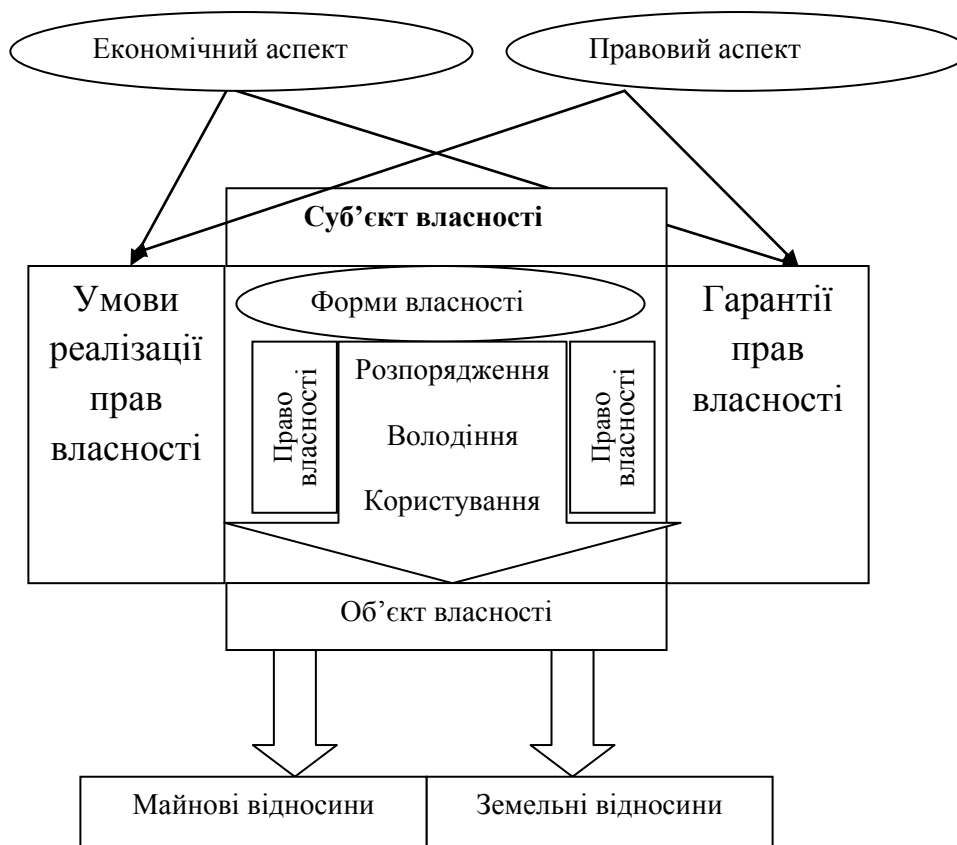 Економічний аспект
Правовий аспект
Суб’єкт власності
Умови
реалізації
прав
власності
Форми власності
Гарантії
прав
власності
Право
власності
Розпорядження
Володіння
Користування
Право
власності
Об’єкт власності
Майнові відносини
Земельні відносини